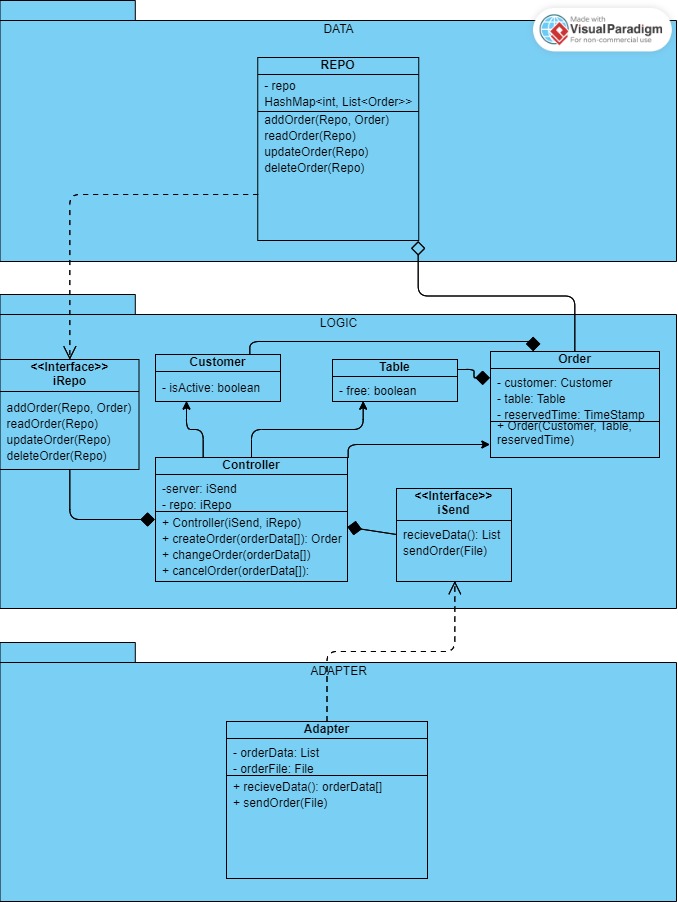 Made with
VisualParadigm
For non-commercial use
DATA
REPO
- repo
HashMap<int, List<Order>>
addOrder(Repo, Order)
readOrder(Repo)
updateOrder(Repo)
deleteOrder(Repo)
LOGIC
<<Interface>>
iRepo
addOrder(Repo, Order)
readOrder(Repo)
updateOrder(Repo)
deleteOrder(Repo)
Customer
- isActive: boolean
Table
- free: boolean
Order
- customer: Customer
- table: Table
- reservedTime: TimeStamp
+ Order(Customer, Table,
reservedTime)
Controller
-server: iSend
- repo: iRepo
+ Controller(iSend, iRepo)
+ createOrder(orderData[]): Order
+ changeOrder(orderData[])
+ cancelOrder(orderData[]):
<<Interface>>
iSend
recieveData(): List
sendOrder(File)
ADAPTER
Adapter
- orderData: List
- orderFile: File
+ recieveData(): orderData[]
+ sendOrder(File)